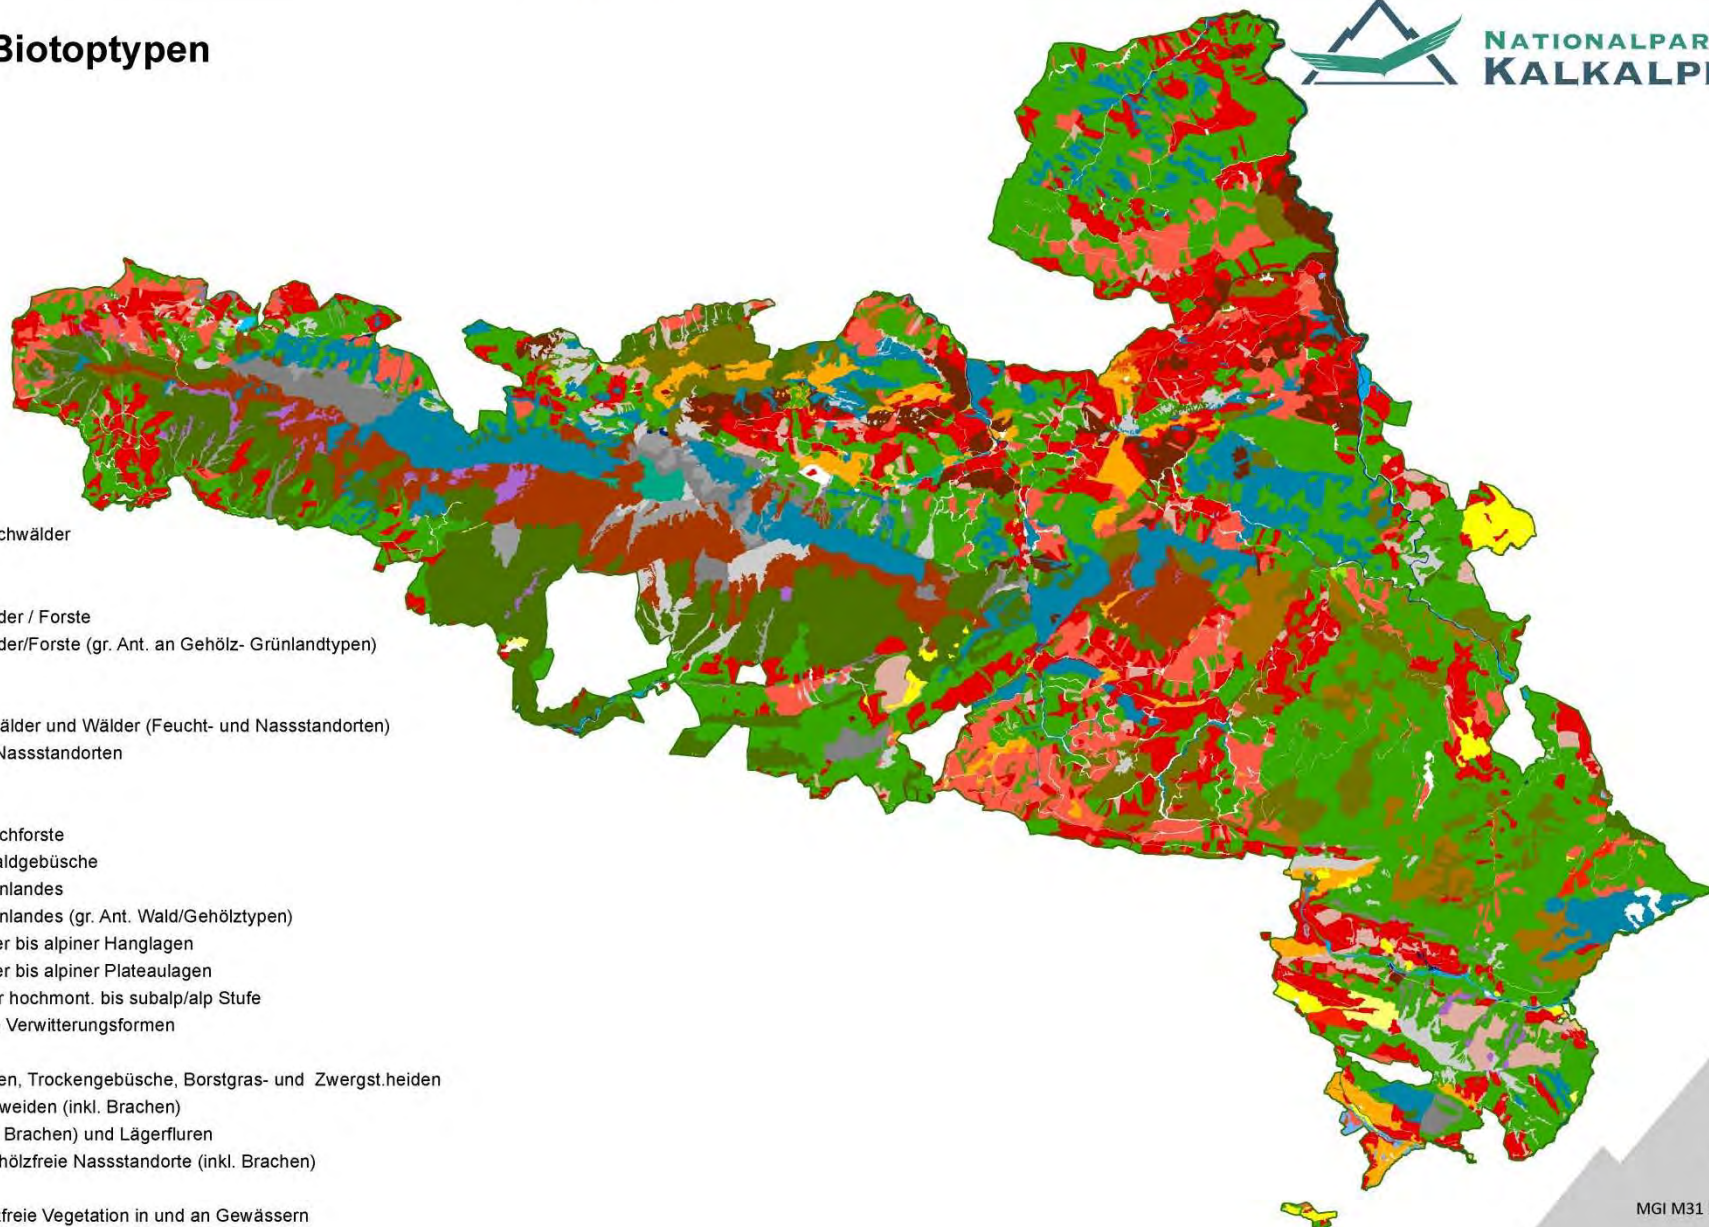 Biotoptypen
NATIONALPAR
KALKALP
chwälder
der / Forste
der/Forste (gr. Ant. an Gehölz- Grünlandtypen)
älder und Wälder (Feucht- und Nassstandorten)
Nassstandorten
chforste
aldgebüsche
nlandes
nlandes (gr. Ant. Wald/Gehölztypen)
er bis alpiner Hanglagen
er bis alpiner Plateaulagen
r hochmont. bis subalp/alp Stufe
Verwitterungsformen
en, Trockengebüsche, Borstgras- und Zwergst.heiden
weiden (inkl. Brachen)
Brachen) und Lägerfluren
hölzfreie Nassstandorte (inkl. Brachen)
zfreie Vegetation in und an Gewässern
MGI M31